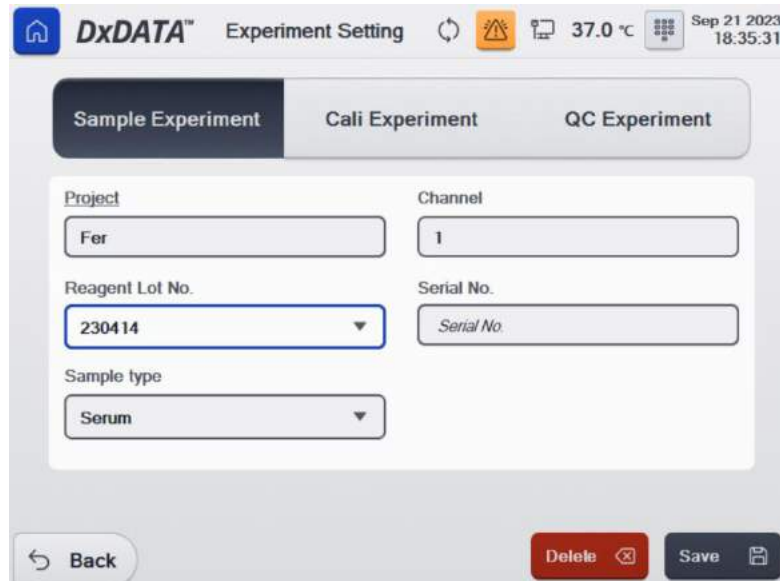 DxDATA™ Experiment Setting 37.0 °C Sep 21 2023
18:35:31
Sample Experiment Cali Experiment QC Experiment
Project Channel
Fer 1
Reagent Lot No. Serial No.
230414 Serial No.
Sample type
Serum
Back Delete Save